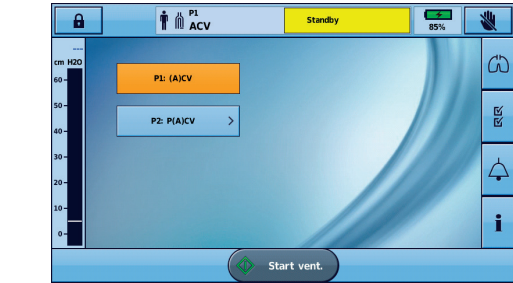 P1
ACV
Standby
85%
---
cm H2O
60
50
40
30
20
10
0
P1: (A)CV
P2: P(A)CV
Start vent.